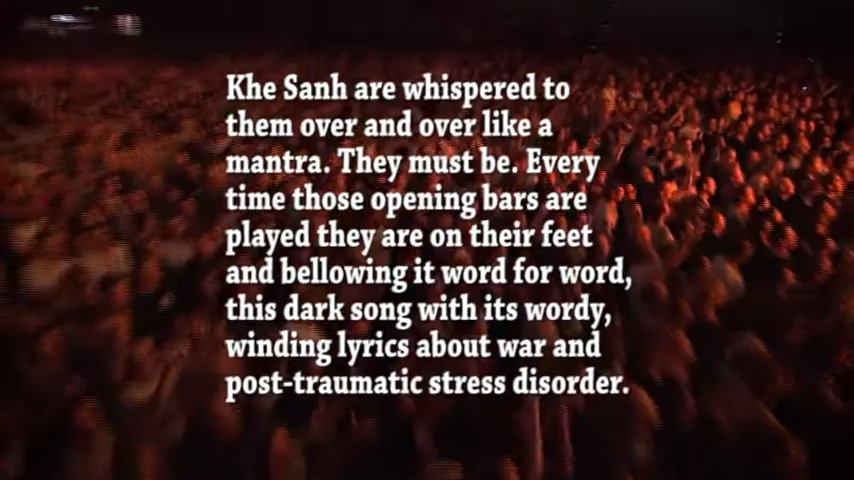 Khe Sanh are whispered to
them over and over like a
mantra. They must be. Every
time those opening bars are
played they are on their feet
and bellowing it word for word,
this dark song with its wordy,
winding lyrics about war and
post-traumatic stress disorder.